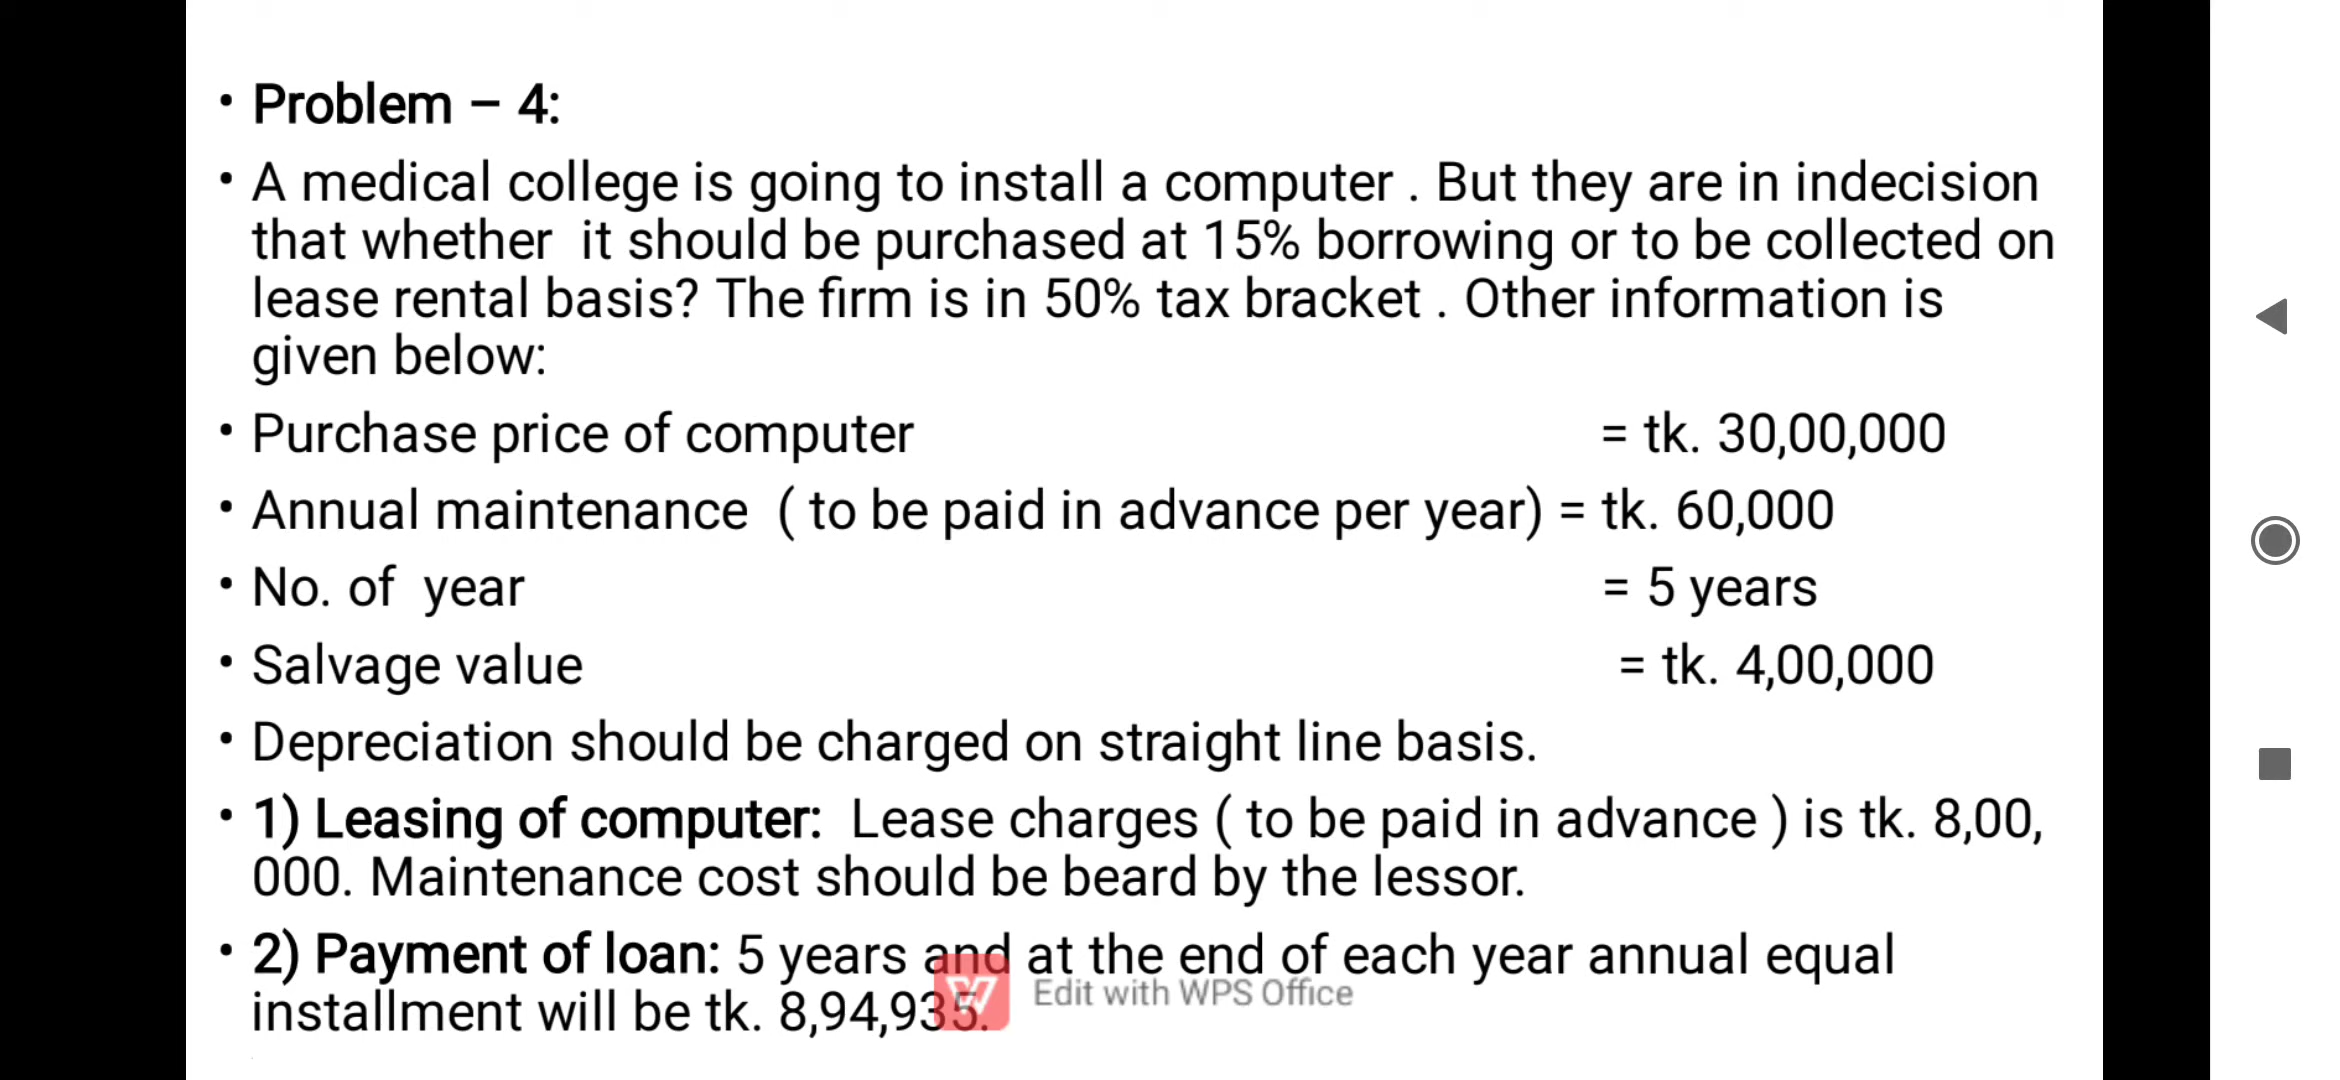 • Problem – 4:
• A medical college is going to install a computer . But they are in indecision
that whether it should be purchased at 15% borrowing or to be collected on
lease rental basis? The firm is in 50% tax bracket . Other information is
given below:
• Purchase price of computer = tk. 30,00,000
• Annual maintenance ( to be paid in advance per year) = tk. 60,000
• No. of year = 5 years
• Salvage value = tk. 4,00,000
• Depreciation should be charged on straight line basis.
• 1) Leasing of computer: Lease charges ( to be paid in advance ) is tk. 8,00,
000. Maintenance cost should be beard by the lessor.
• 2) Payment of loan: 5 years and at the end of each year annual equal
installment will be tk. 8,94,935.
Edit with WPS Office